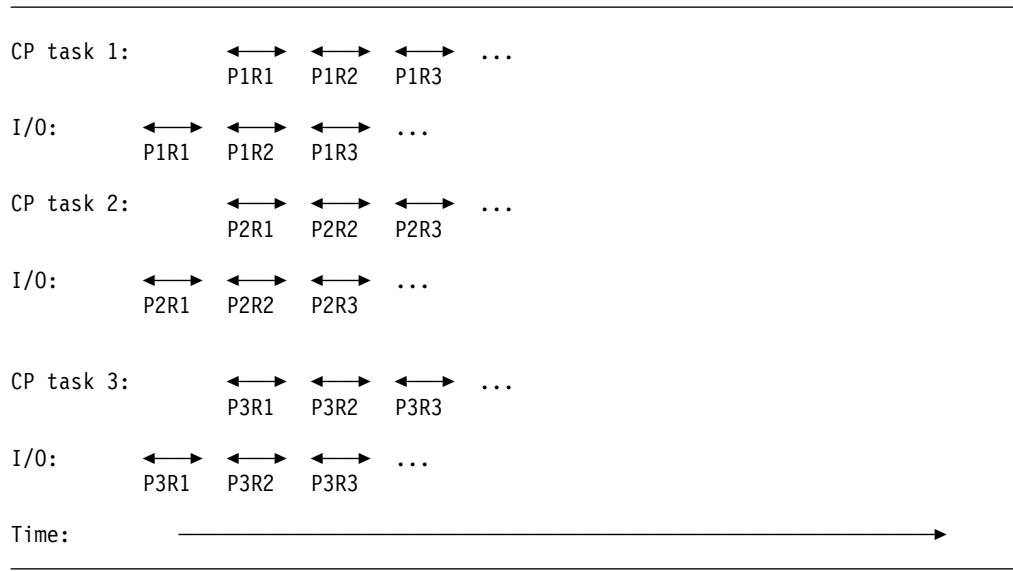 CP task 1: ...
P1R1 P1R2 P1R3
I/O: ...
P1R1 P1R2 P1R3
CP task 2: ...
P2R1 P2R2 P2R3
I/O: ...
P2R1 P2R2 P2R3
CP task 3: ...
P3R1 P3R2 P3R3
I/O: ...
P3R1 P3R2 P3R3
Time: